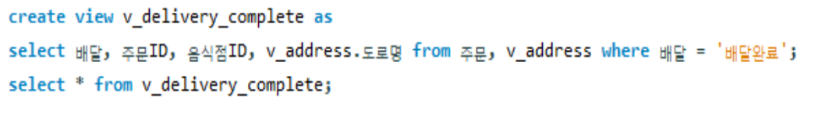 create view v_delivery_complete as
select 배달, 주문ID, 음식점ID, v_address.도로명 from 주문, v_address where 배달 = '배달완료';
select * from v_delivery_complete;